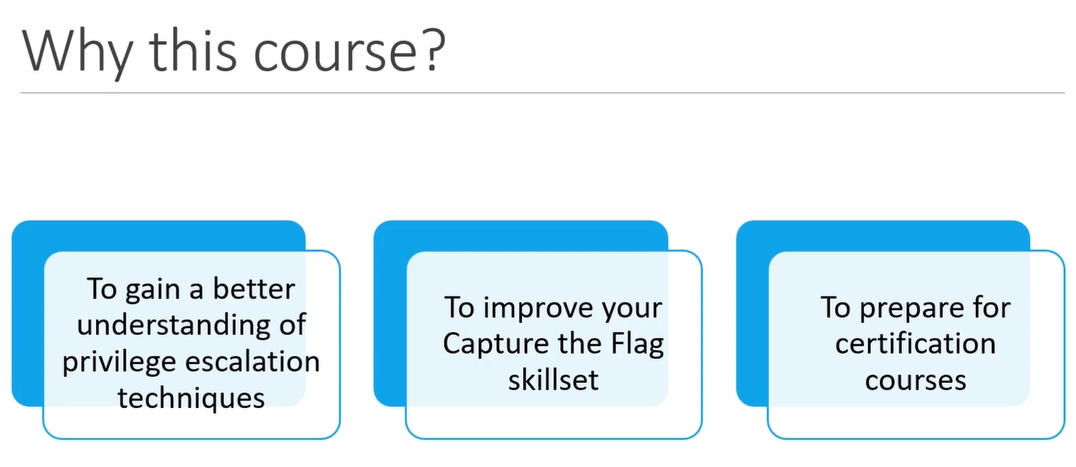 Why this course?
To gain a better
understanding of
privilege escalation
techniques
To improve your
Capture the Flag
skillset
To prepare for
certification
courses